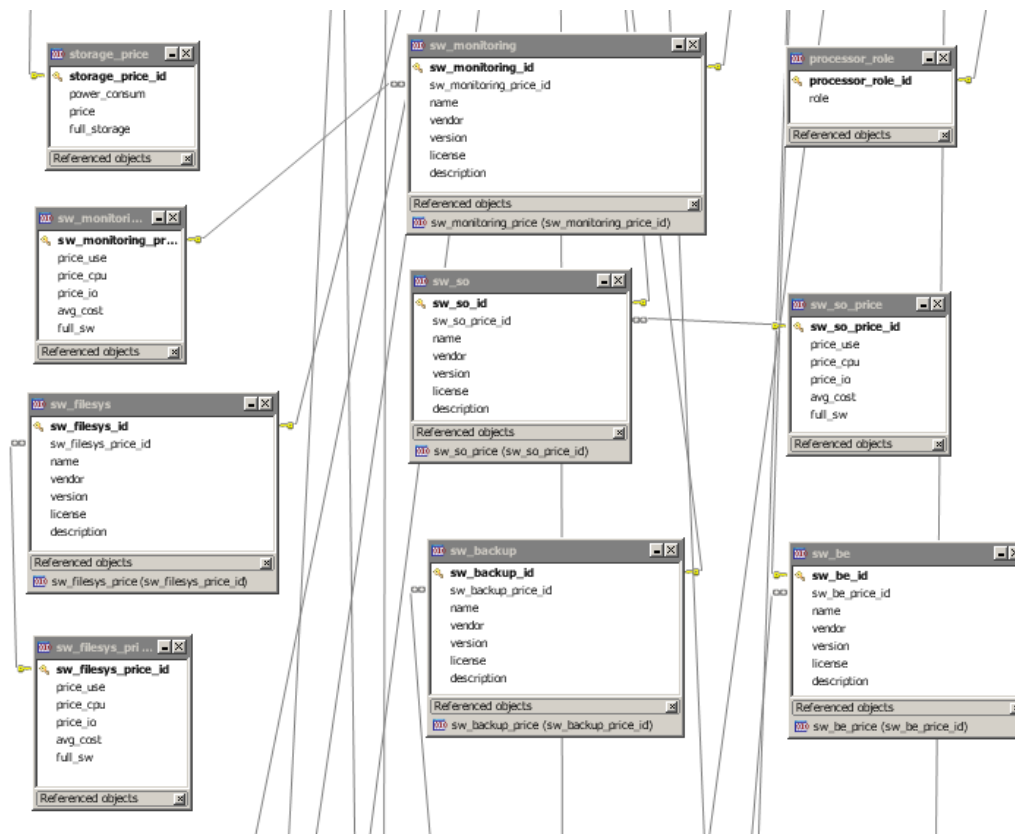 storage_price
storage_price_id
power_consum
price
full_storage
Referenced objects
sw_monitoring
sw_monitoring_id
sw_monitoring_price_id
name
vendor
version
license
description
Referenced objects
sw_monitoring_price (sw_monitoring_price_id)
processor_role
processor_role_id
role
Referenced objects
sw_monitori...
sw_monitoring_pr...
price_use
price_cpu
price_io
avg_cost
full_sw
Referenced objects
sw_so
sw_so_id
sw_so_price_id
name
vendor
version
license
description
Referenced objects
sw_so_price (sw_so_price_id)
sw_so_price
sw_so_price_id
price_use
price_cpu
price_io
avg_cost
full_sw
Referenced objects
sw_filesys
sw_filesys_id
sw_filesys_price_id
name
vendor
version
license
description
Referenced objects
sw_filesys_price (sw_filesys_price_id)
sw_backup
sw_backup_id
sw_backup_price_id
name
vendor
version
license
description
Referenced objects
sw_backup_price (sw_backup_price_id)
sw_be
sw_be_id
sw_be_price_id
name
vendor
version
license
description
Referenced objects
sw_be_price (sw_be_price_id)
sw_filesys_pri...
sw_filesys_price_id
price_use
price_cpu
price_io
avg_cost
full_sw
Referenced objects